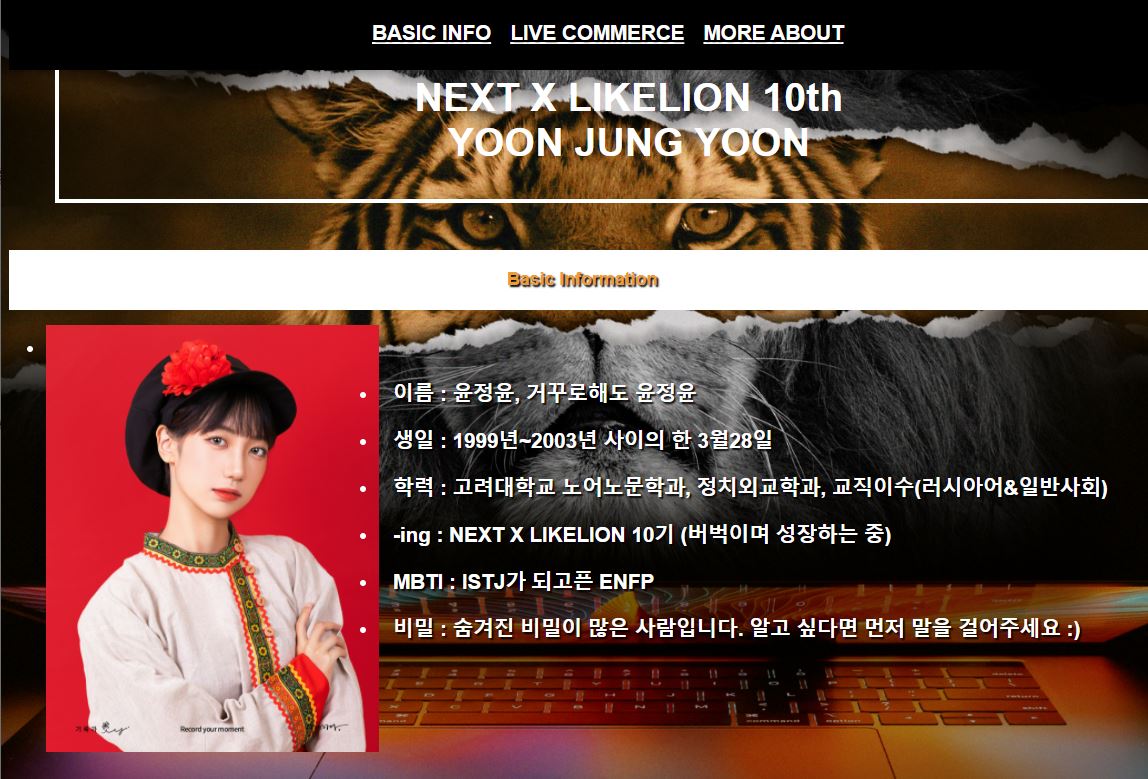 BASIC INFO LIVE COMMERCE MORE ABOUT
NEXT X LIKELION 10th
YOON JUNG YOON
Basic Information
이름 : 윤정윤, 거꾸로해도 윤정윤
생일 : 1999년~2003년 사이의 한 3월28일
학력 : 고려대학교 노어노문학과, 정치외교학과, 교직이수(러시아어&일반사회)
-ing : NEXT X LIKELION 10기 (버벅이며 성장하는 중)
MBTI : ISTJ가 되고픈 ENFP
비밀 : 숨겨진 비밀이 많은 사람입니다. 알고 싶다면 먼저 말을 걸어주세요 :)
Record your moment
delete
return
shift
command option